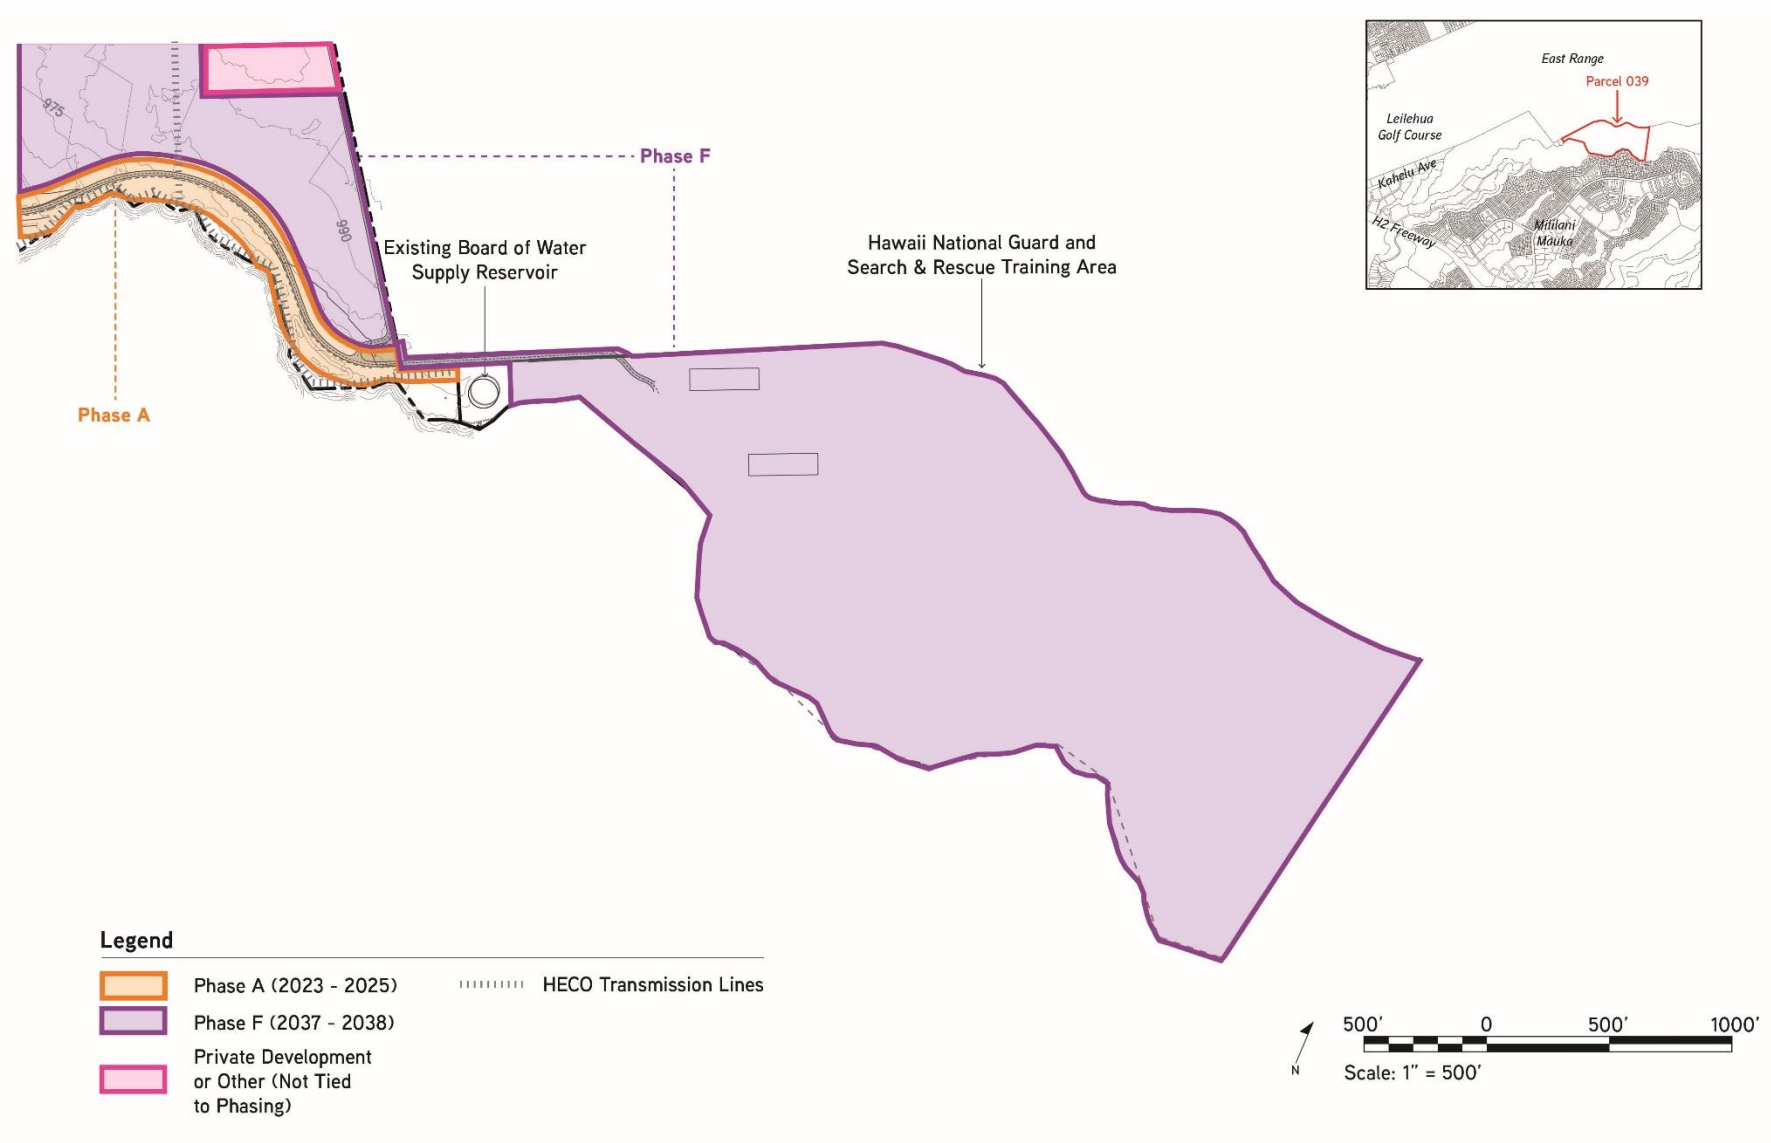 975
990
Phase F
Existing Board of Water
Supply Reservoir
Hawaii National Guard and
Search & Rescue Training Area
Phase A
East Range
Parcel 039
Leilehua
Golf Course
Kahelu Ave
H2 Freeway
Mililani
Mauka
Legend
Phase A (2023 - 2025)
HECO Transmission Lines
Phase F (2037 - 2038)
Private Development
or Other (Not Tied
to Phasing)
N
500’ 0 500’ 1000’
Scale: 1” = 500’